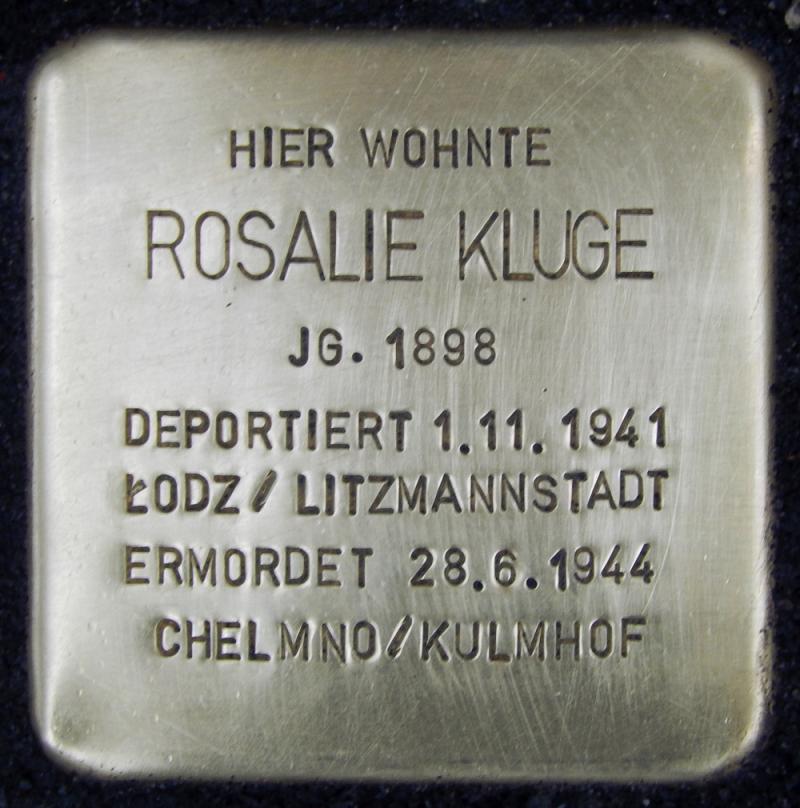 HIER WOHNTE
ROSALIE KLUGE
JG. 1898
DEPORTIERT 1.11.1941
ŁODZ/ LITZMANNSTADT
ERMORDET 28.6.1944
CHELMNO/KULMHOF